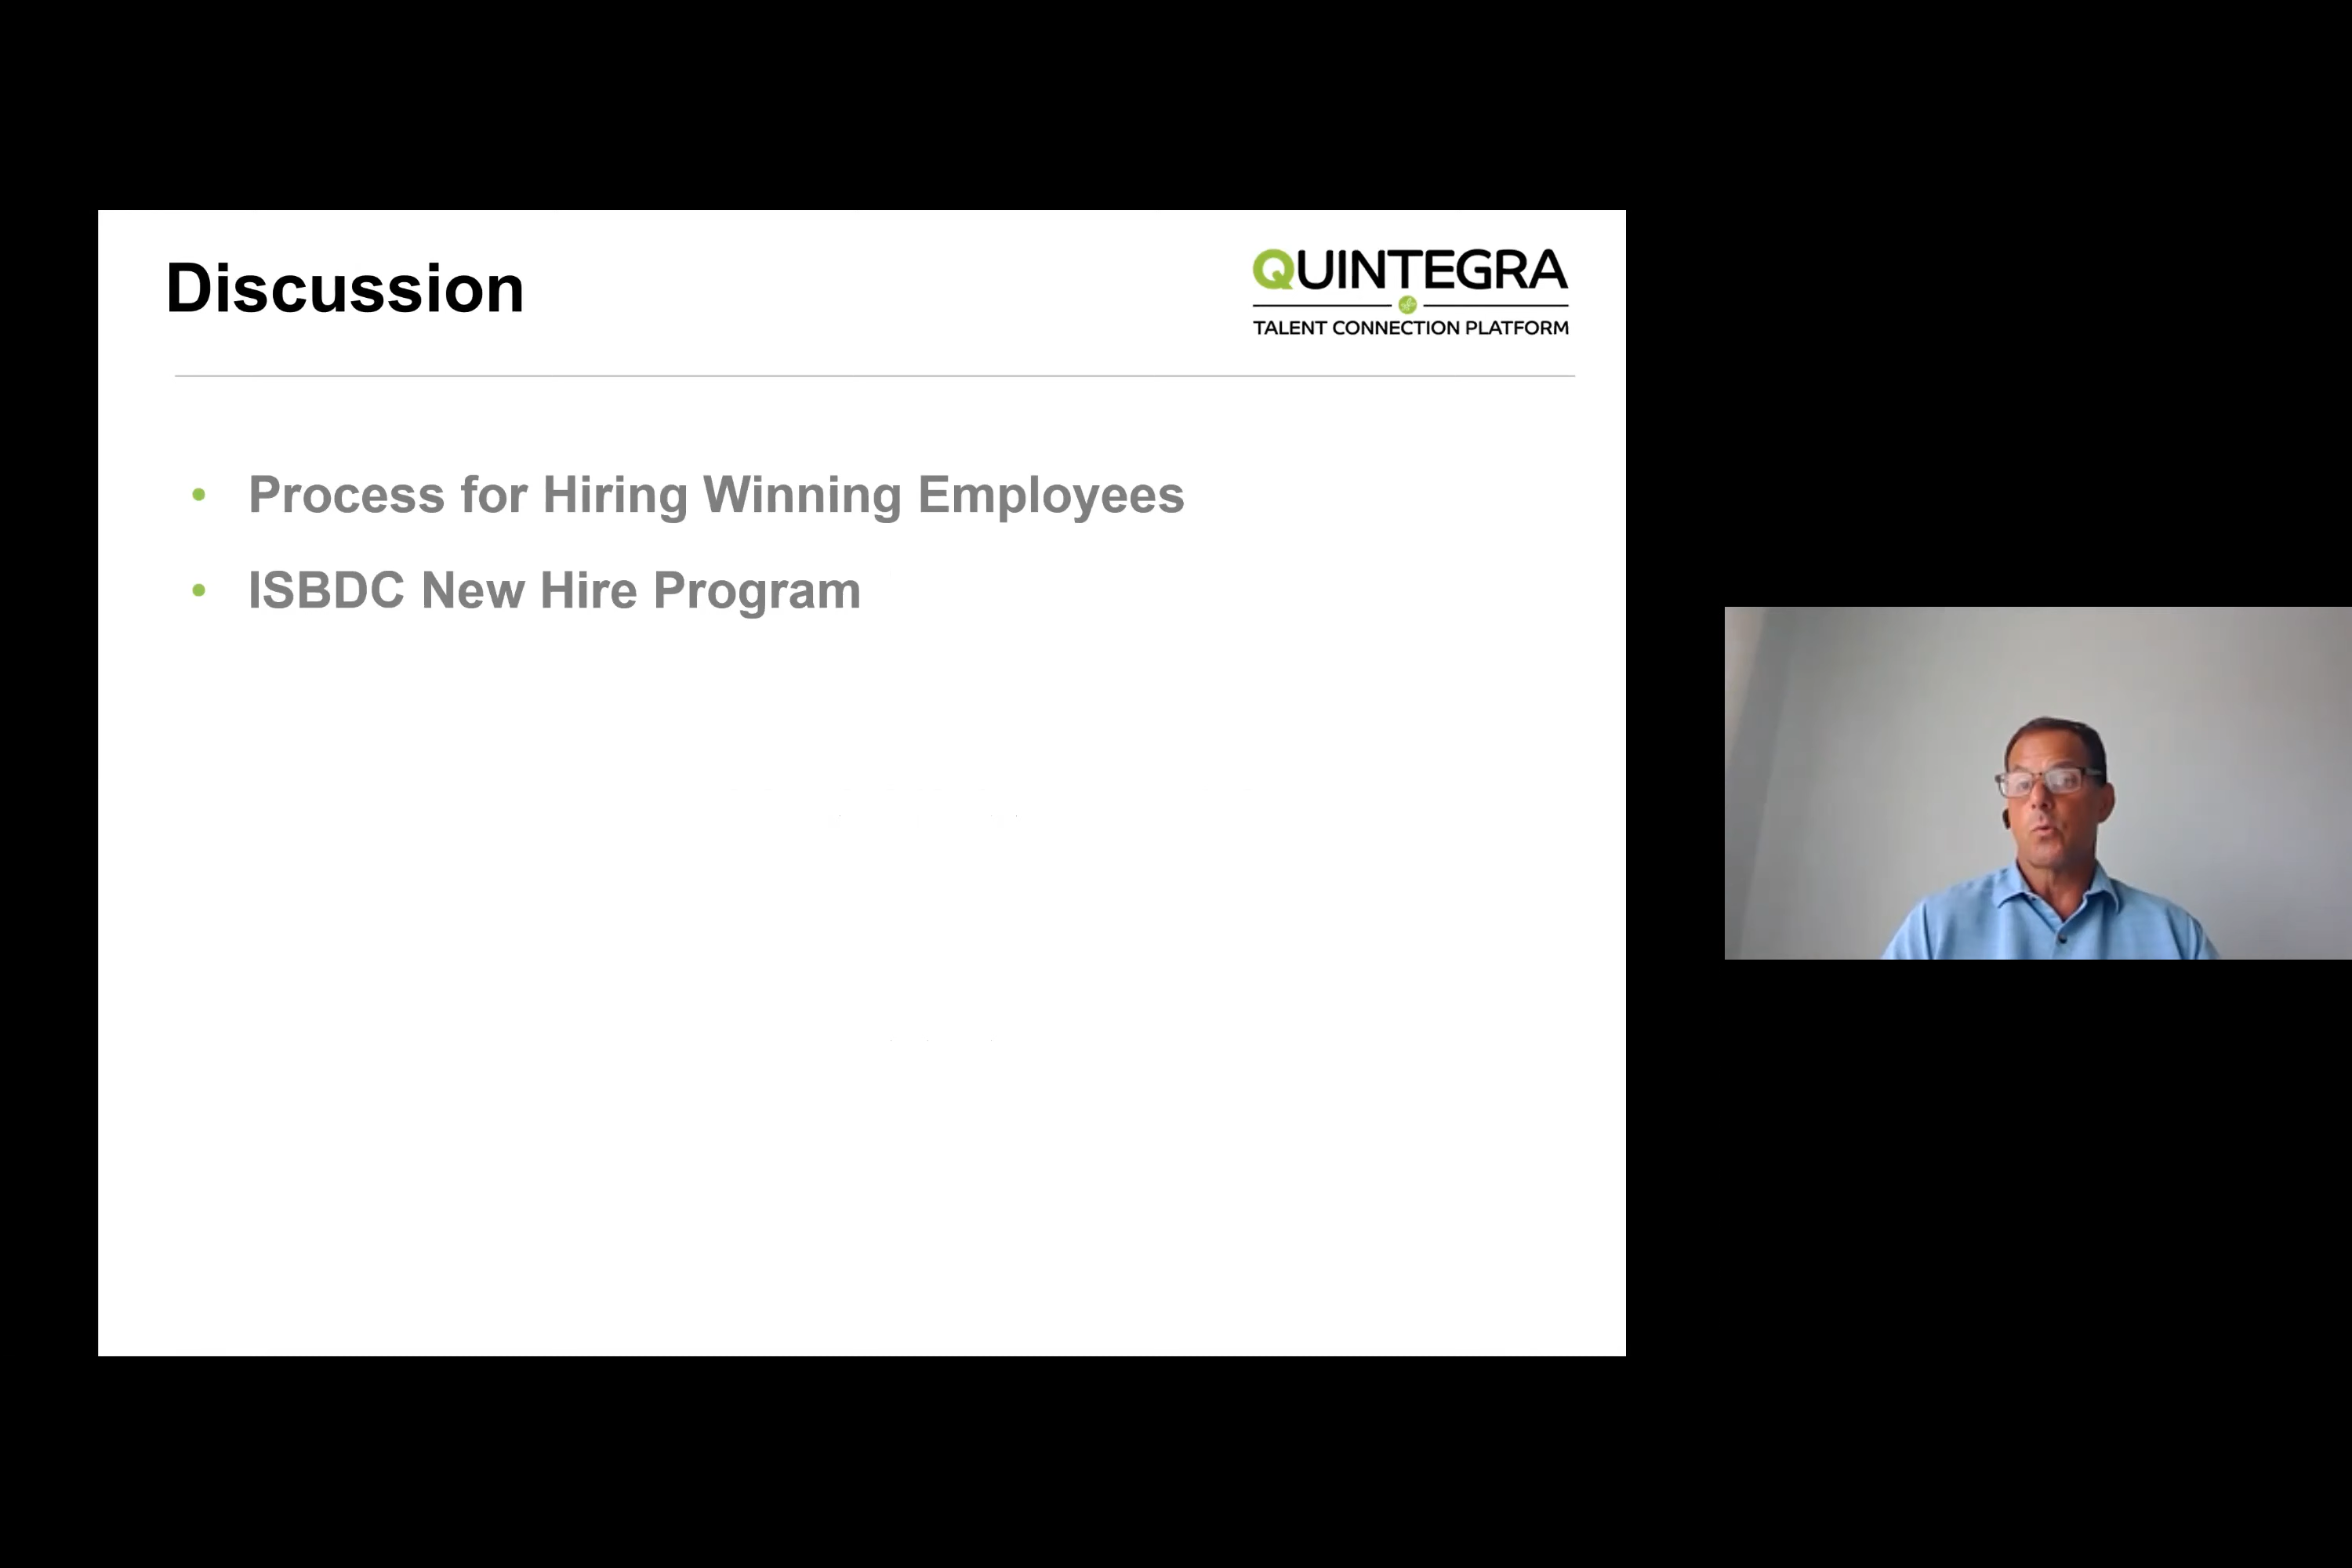 Discussion
QUINTEGRA
TALENT CONNECTION PLATFORM
• Process for Hiring Winning Employees
• ISBDC New Hire Program